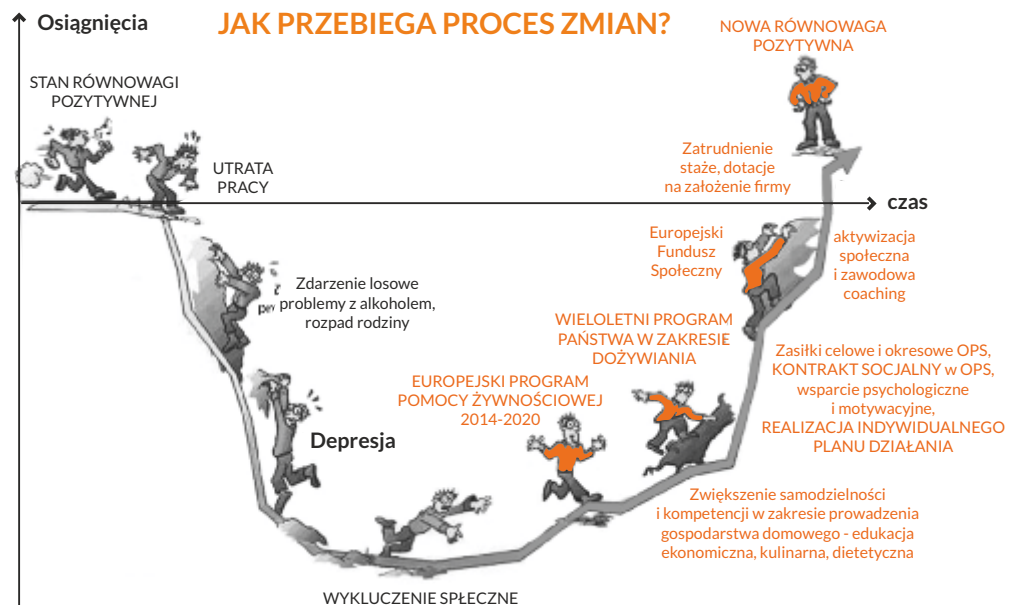 Osiągnięcia
JAK PRZEBIEGA PROCES ZMIAN?
NOWA RÓWNOWAGA
POZYTYWNA
STAN RÓWNOWAGI
POZYTYWNEJ
UTRATA
PRACY
Zatrudnienie
staże, dotacje
na założenie firmy
czas
Europejski
Fundusz
Społeczny
aktywizacja
społeczna
i zawodowa
coaching
Zdarzenie losowe
problemy z alkoholem,
rozpad rodziny
WIELOLETNI PROGRAM
PAŃSTWA W ZAKRESIE
DOŻYWIANIA
Zasiłki celowe i okresowe OPS,
KONTRAKT SOCJALNY w OPS,
wsparcie psychologiczne
i motywacyjne,
REALIZACJA INDYWIDUALNEGO
PLANU DZIAŁANIA
EUROPEJSKI PROGRAM
POMOCY ŻYWNOŚCIOWEJ
2014-2020
Depresja
Zwiększenie samodzielności
i kompetencji w zakresie prowadzenia
gospodarstwa domowego - edukacja
ekonomiczna, kulinarna, dietetyczna
WYKLUCZENIE SPŁECZNE